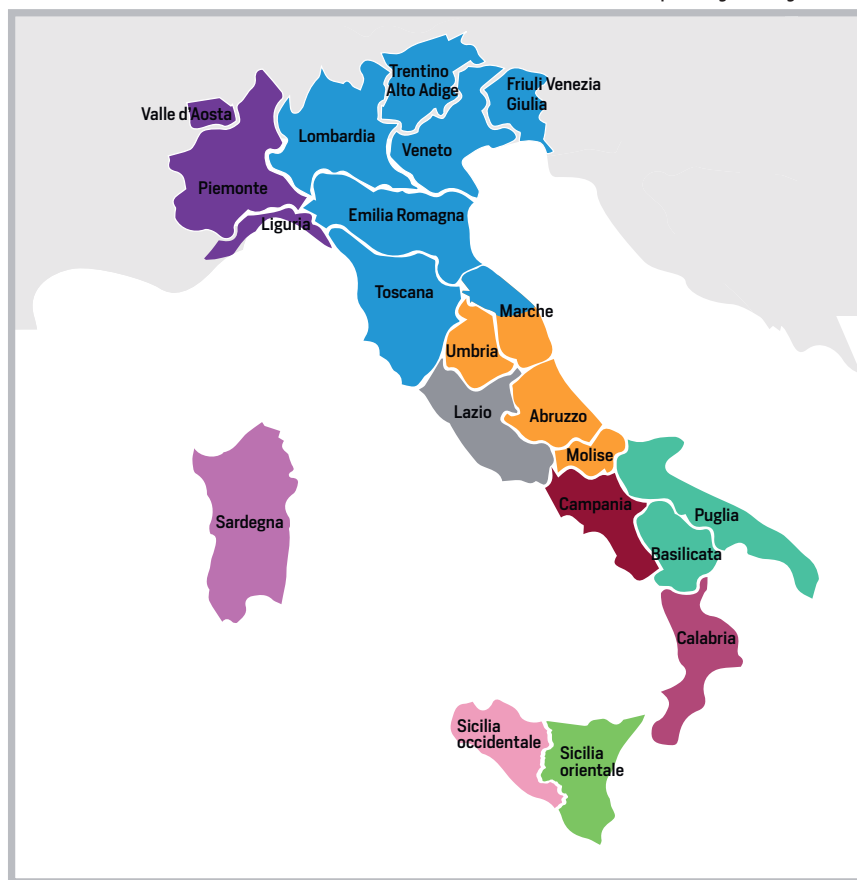 Trentino
Alto Adige
Friuli Venezia
Giulia
Valle d'Aosta
Lombardia
Veneto
Piemonte
Emilia Romagna
Liguria
Toscana
Marche
Umbria
Lazio
Abruzzo
Molise
Campania
Puglia
Sardegna
Basilicata
Calabria
Sicilia
occidentale
Sicilia
orientale